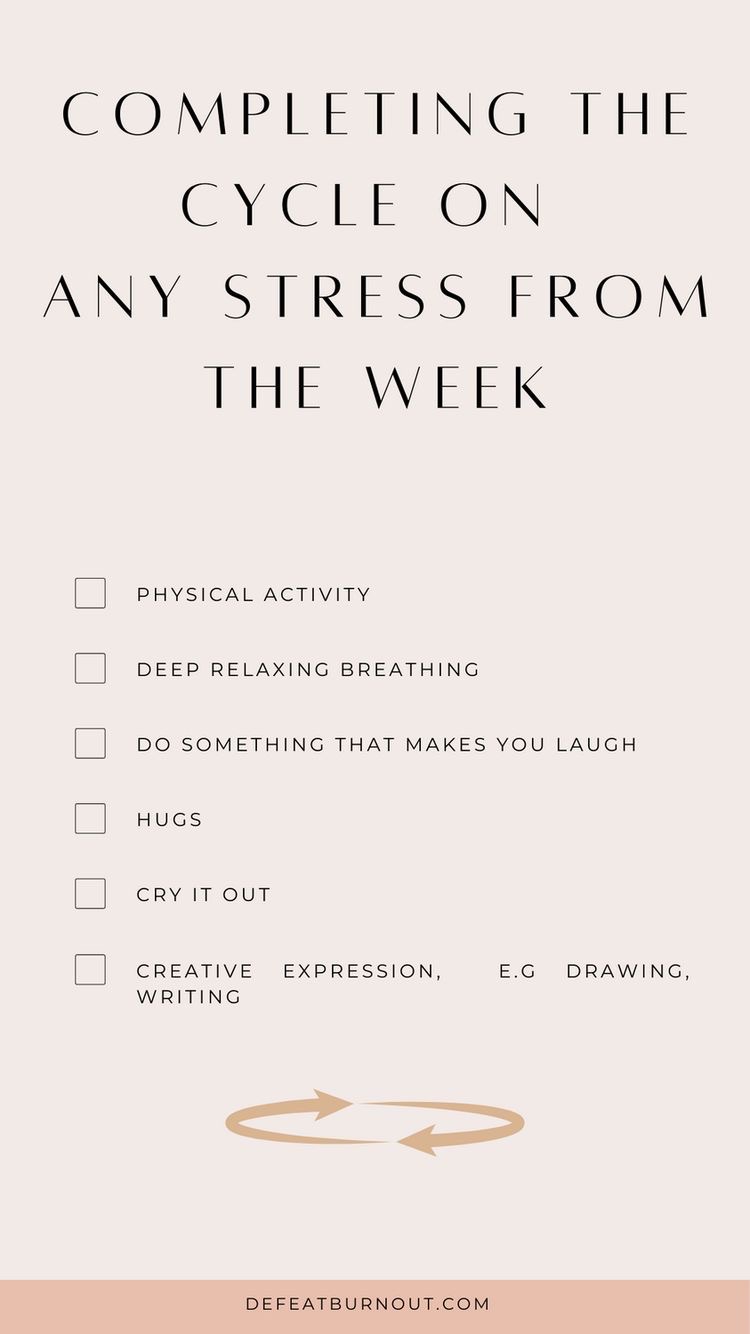 COMPLETING THE
CYCLE ON
ANY STRESS FROM
THE WEEK
PHYSICAL ACTIVITY
DEEP RELAXING BREATHING
DO SOMETHING THAT MAKES YOU LAUGH
HUGS
CRY IT OUT
CREATIVE EXPRESSION, E.G DRAWING,
WRITING
DEFEATBURNOUT.COM